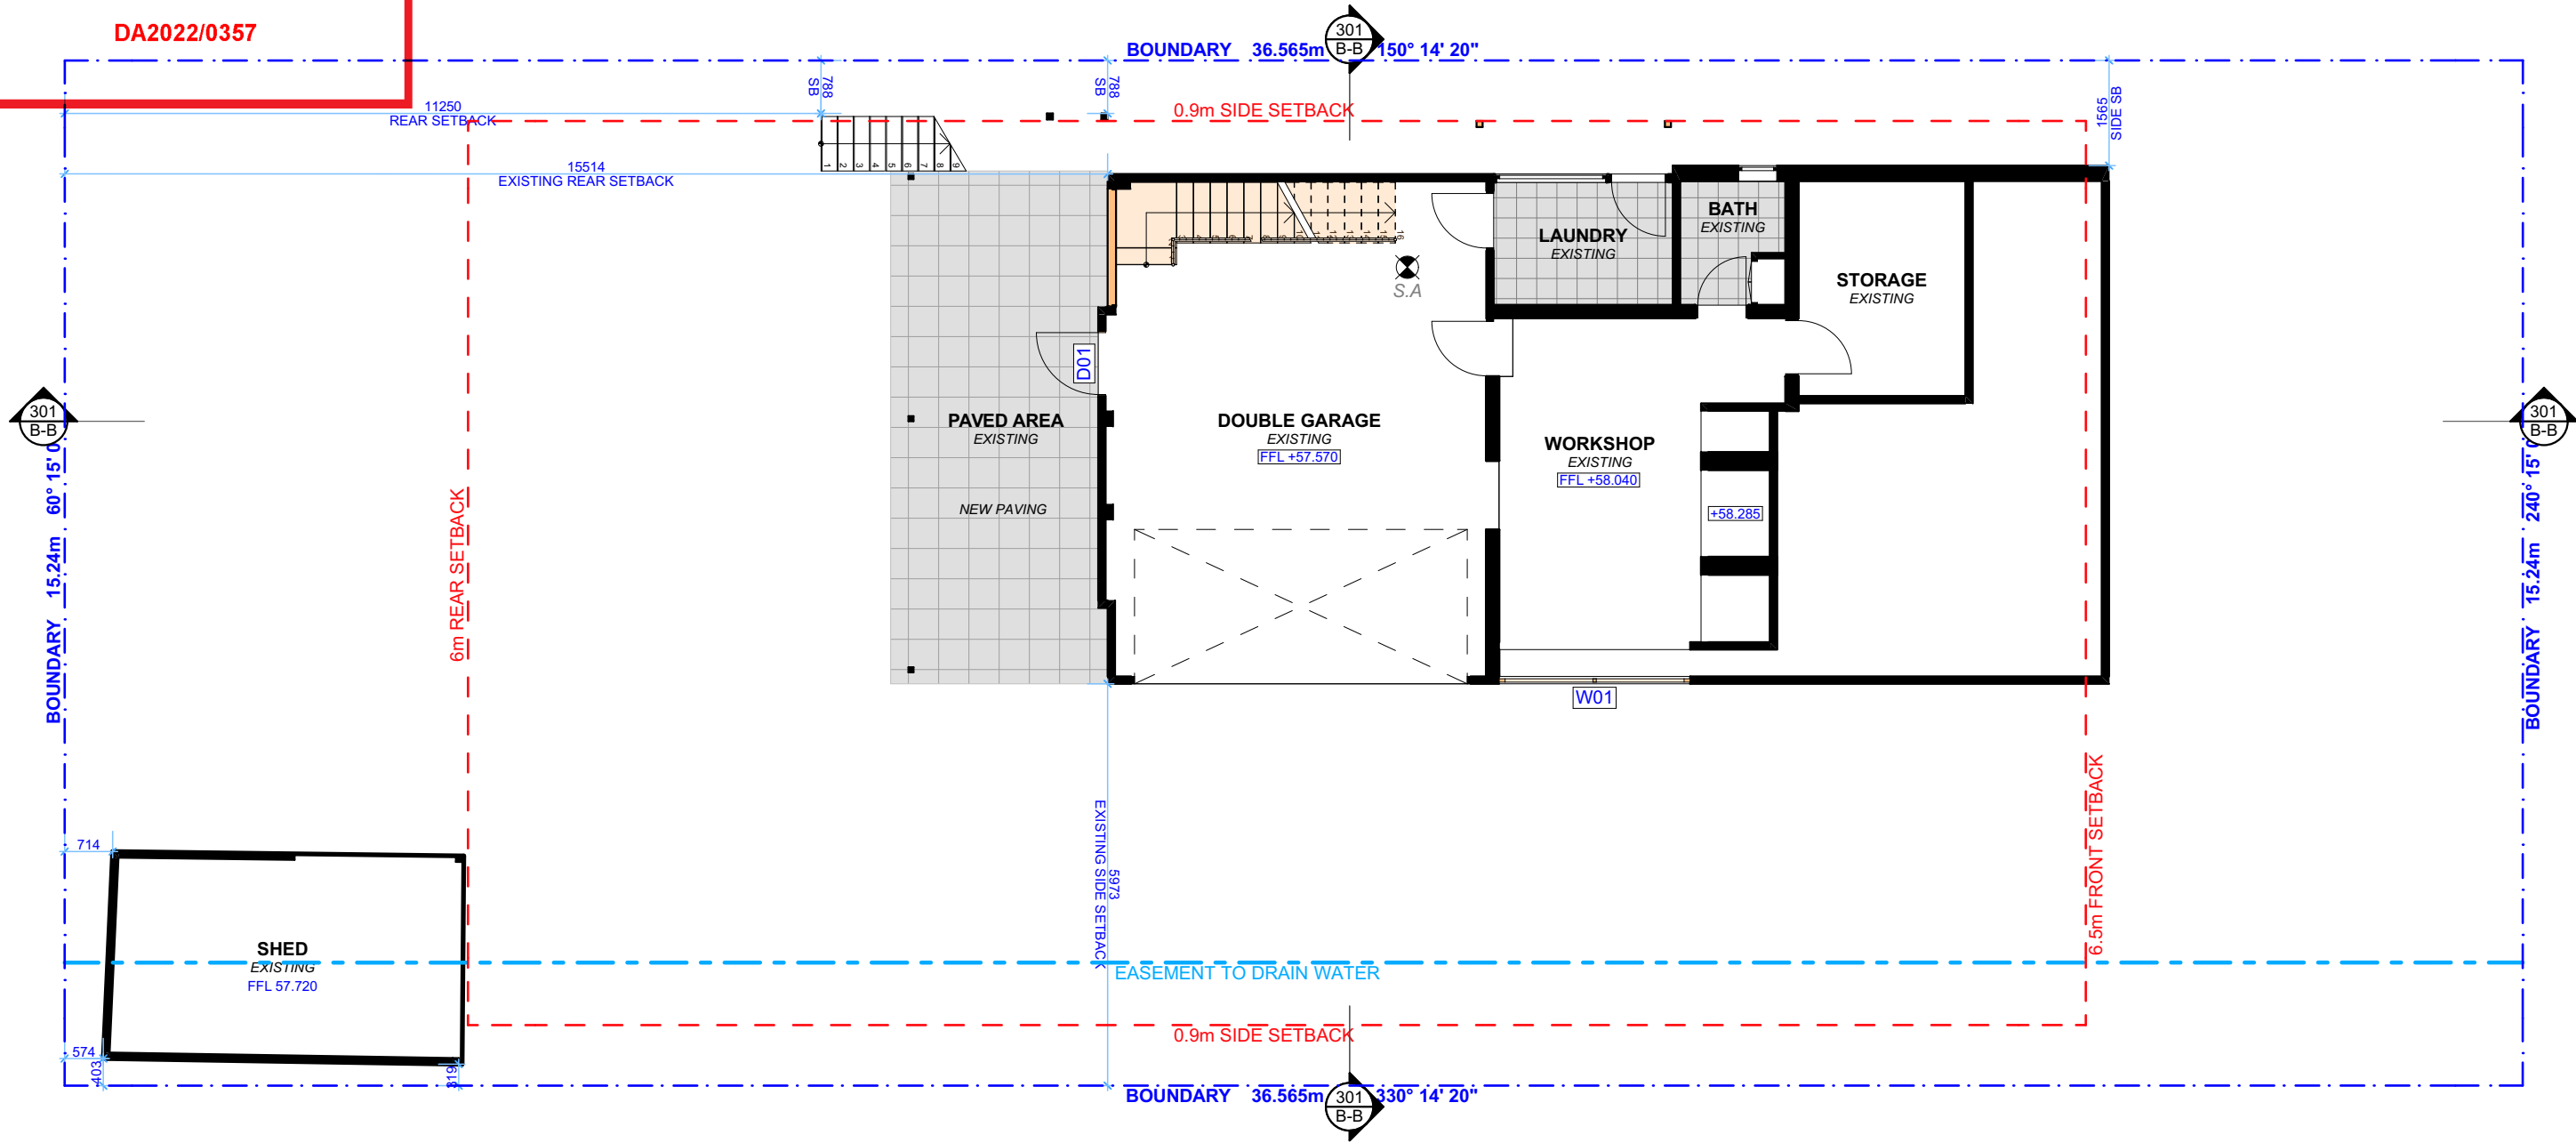 DA2022/0357
301
B-B
BOUNDARY 36.565m 150° 14' 20"
788
SB
788
SB
1565
SIDE SB
11250
REAR SETBACK
0.9m SIDE SETBACK
15514
EXISTING REAR SETBACK
1 2 3 4 5 6 7 8 9
BATH
EXISTING
LAUNDRY
EXISTING
S.A
STORAGE
EXISTING
D01
301
B-B
PAVED AREA
EXISTING
NEW PAVING
DOUBLE GARAGE
EXISTING
FFL +57.570
WORKSHOP
EXISTING
FFL +58.040
+58.285
301
B-B
BOUNDARY 15.24m 60° 15' 0
6m REAR SETBACK
W01
6.5m FRONT SETBACK
BOUNDARY 15.24m 240° 15' 0
714
EXISTING SIDE SETBACK
5973
SHED
EXISTING
FFL 57.720
EASEMENT TO DRAIN WATER
0.9m SIDE SETBACK
574
403
319
BOUNDARY 36.565m 330° 14' 20"
301
B-B